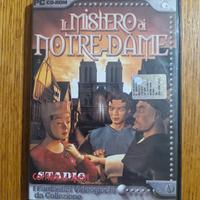 PC CD-ROM
IL MISTERO DI
NOTRE-DAME
STADIO
I Fantastici Videogiochi
da Collezione